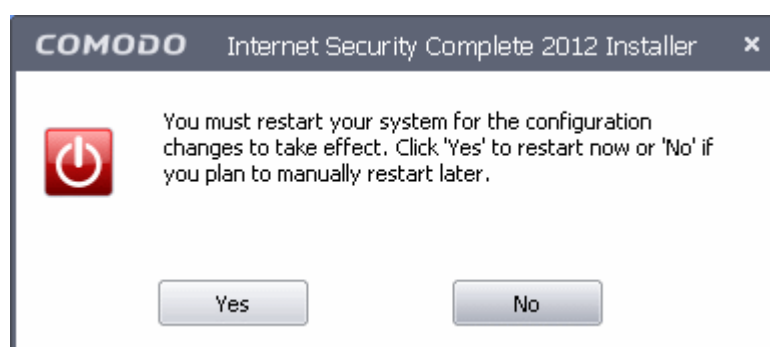 COMODO Internet Security Complete 2012 Installer
You must restart your system for the configuration
changes to take effect. Click 'Yes' to restart now or 'No' if
you plan to manually restart later.
Yes No